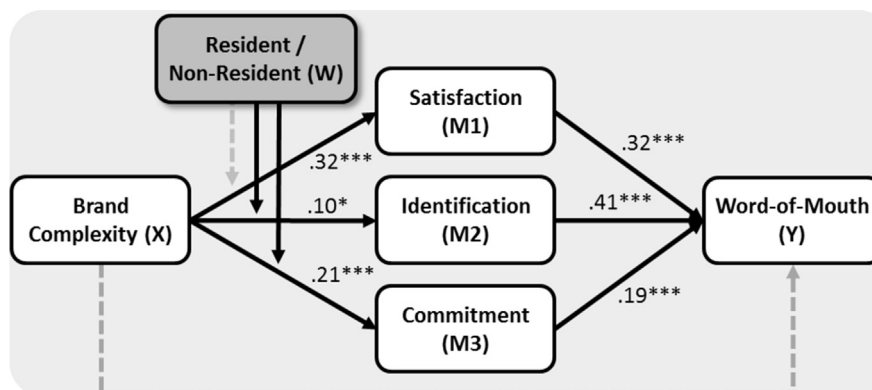 Resident /
Non-Resident (W)
Satisfaction
(M1)
.32***
.32***
Brand
Complexity (X)
.10*
Identification
(M2)
.41***
Word-of-Mouth
(Y)
.21***
Commitment
(M3)
.19***